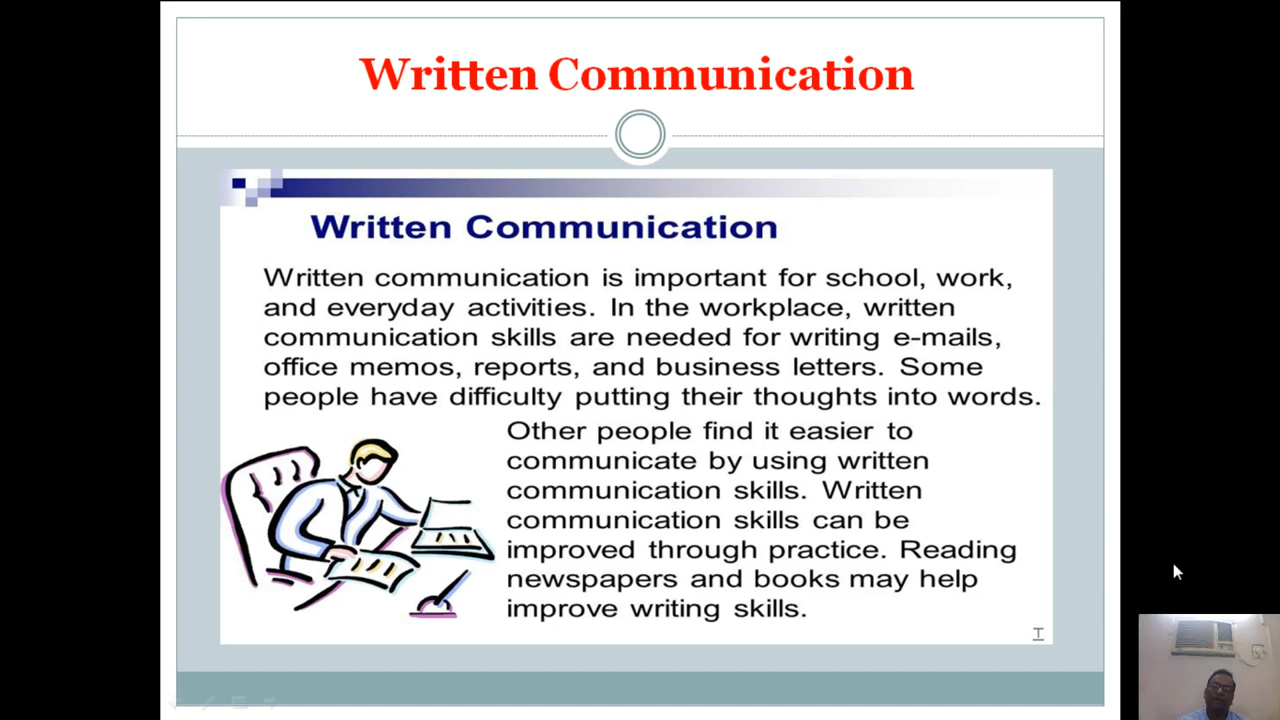 Written Communication
Written Communication
Written communication is important for school, work,
and everyday activities. In the workplace, written
communication skills are needed for writing e-mails,
office memos, reports, and business letters. Some
people have difficulty putting their thoughts into words.
Other people find it easier to
communicate by using written
communication skills. Written
communication skills can be
improved through practice. Reading
newspapers and books may help
improve writing skills.
T